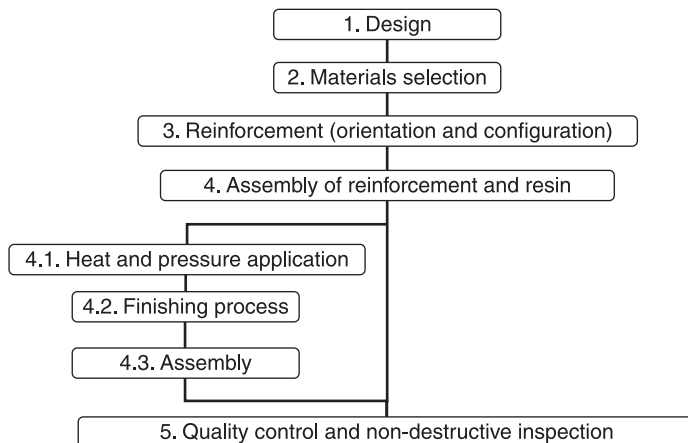 1. Design
2. Materials selection
3. Reinforcement (orientation and configuration)
4. Assembly of reinforcement and resin
4.1. Heat and pressure application
4.2. Finishing process
4.3. Assembly
5. Quality control and non-destructive inspection